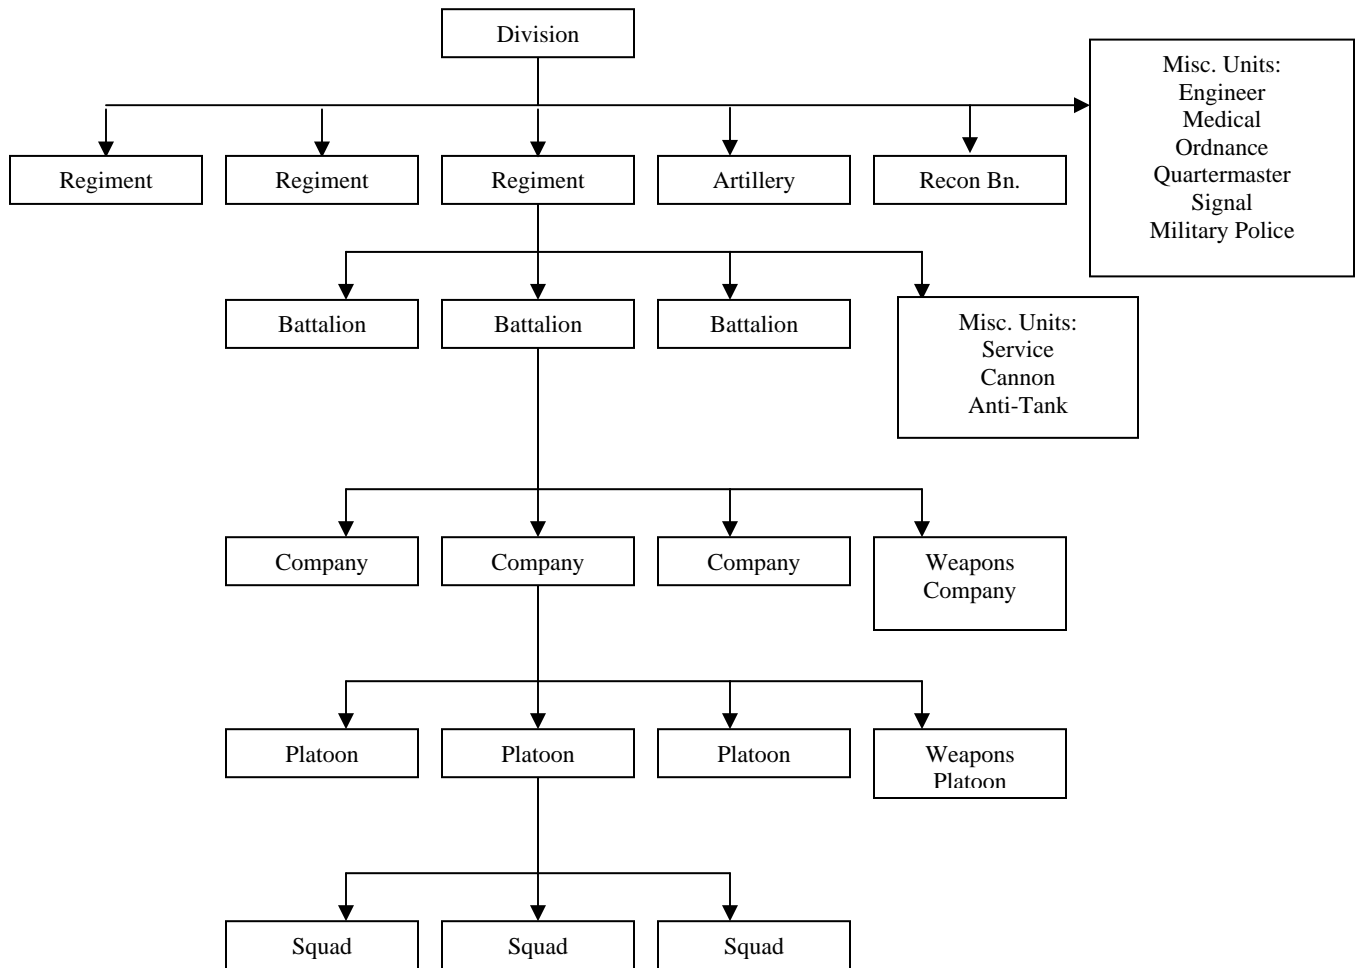 Division
Misc. Units:
Engineer
Medical
Ordnance
Quartermaster
Signal
Military Police
Regiment
Regiment
Regiment
Artillery
Recon Bn.
Battalion
Battalion
Battalion
Misc. Units:
Service
Cannon
Anti-Tank
Company
Company
Company
Weapons
Company
Platoon
Platoon
Platoon
Weapons
Platoon
Squad
Squad
Squad